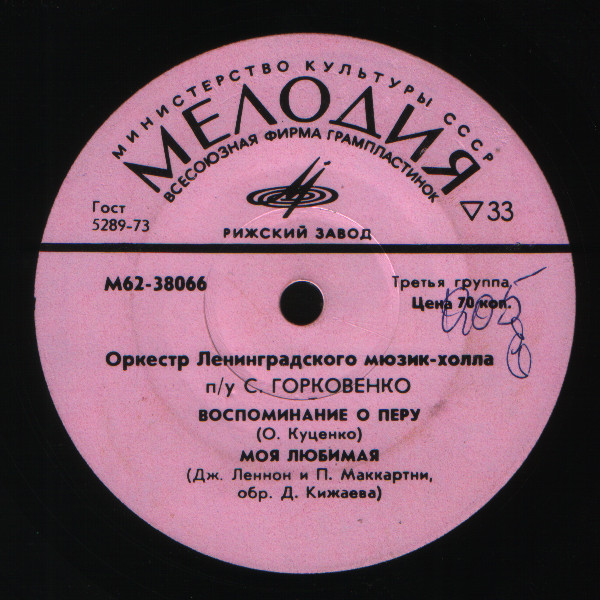 МИНИСТЕРСТВО КУЛЬТУРЫ СССР
МЕЛОДИЯ
ВСЕСОЮЗНАЯ ФИРМА ГРАМПЛАСТИНОК
Гост
5289-73
▽33
РИЖСКИЙ ЗАВОД
М62-38066
Третья группа
Цена 70 коп.
Оркестр Ленинградского мюзик-холла
п/у С. ГОРКОВЕНКО
ВОСПОМИНАНИЕ О ПЕРУ
(О. Куценко)
МОЯ ЛЮБИМАЯ
(Дж. Леннон и П. Маккартни,
обр. Д. Кижаева)